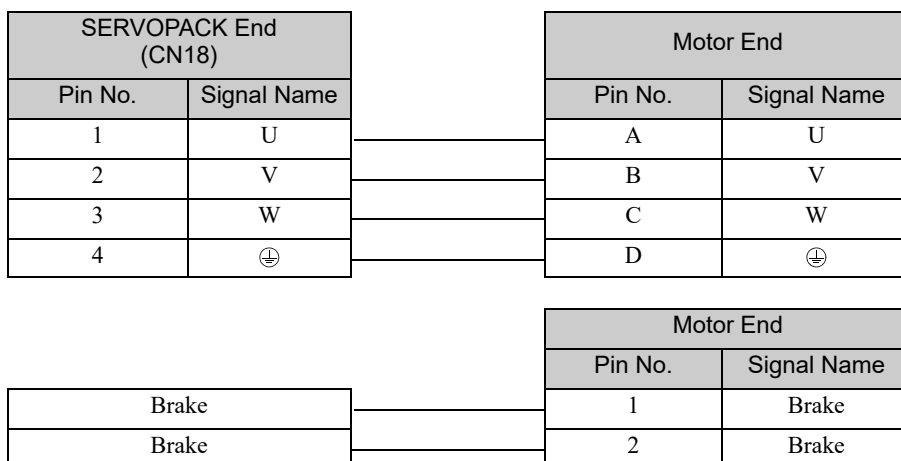 SERVOPACK End
(CN18)
Motor End
Pin No. Signal Name Pin No. Signal Name
1 U A U
2 V B V
3 W C W
4 ⏚ D ⏚
Motor End
Pin No. Signal Name
Brake 1 Brake
Brake 2 Brake